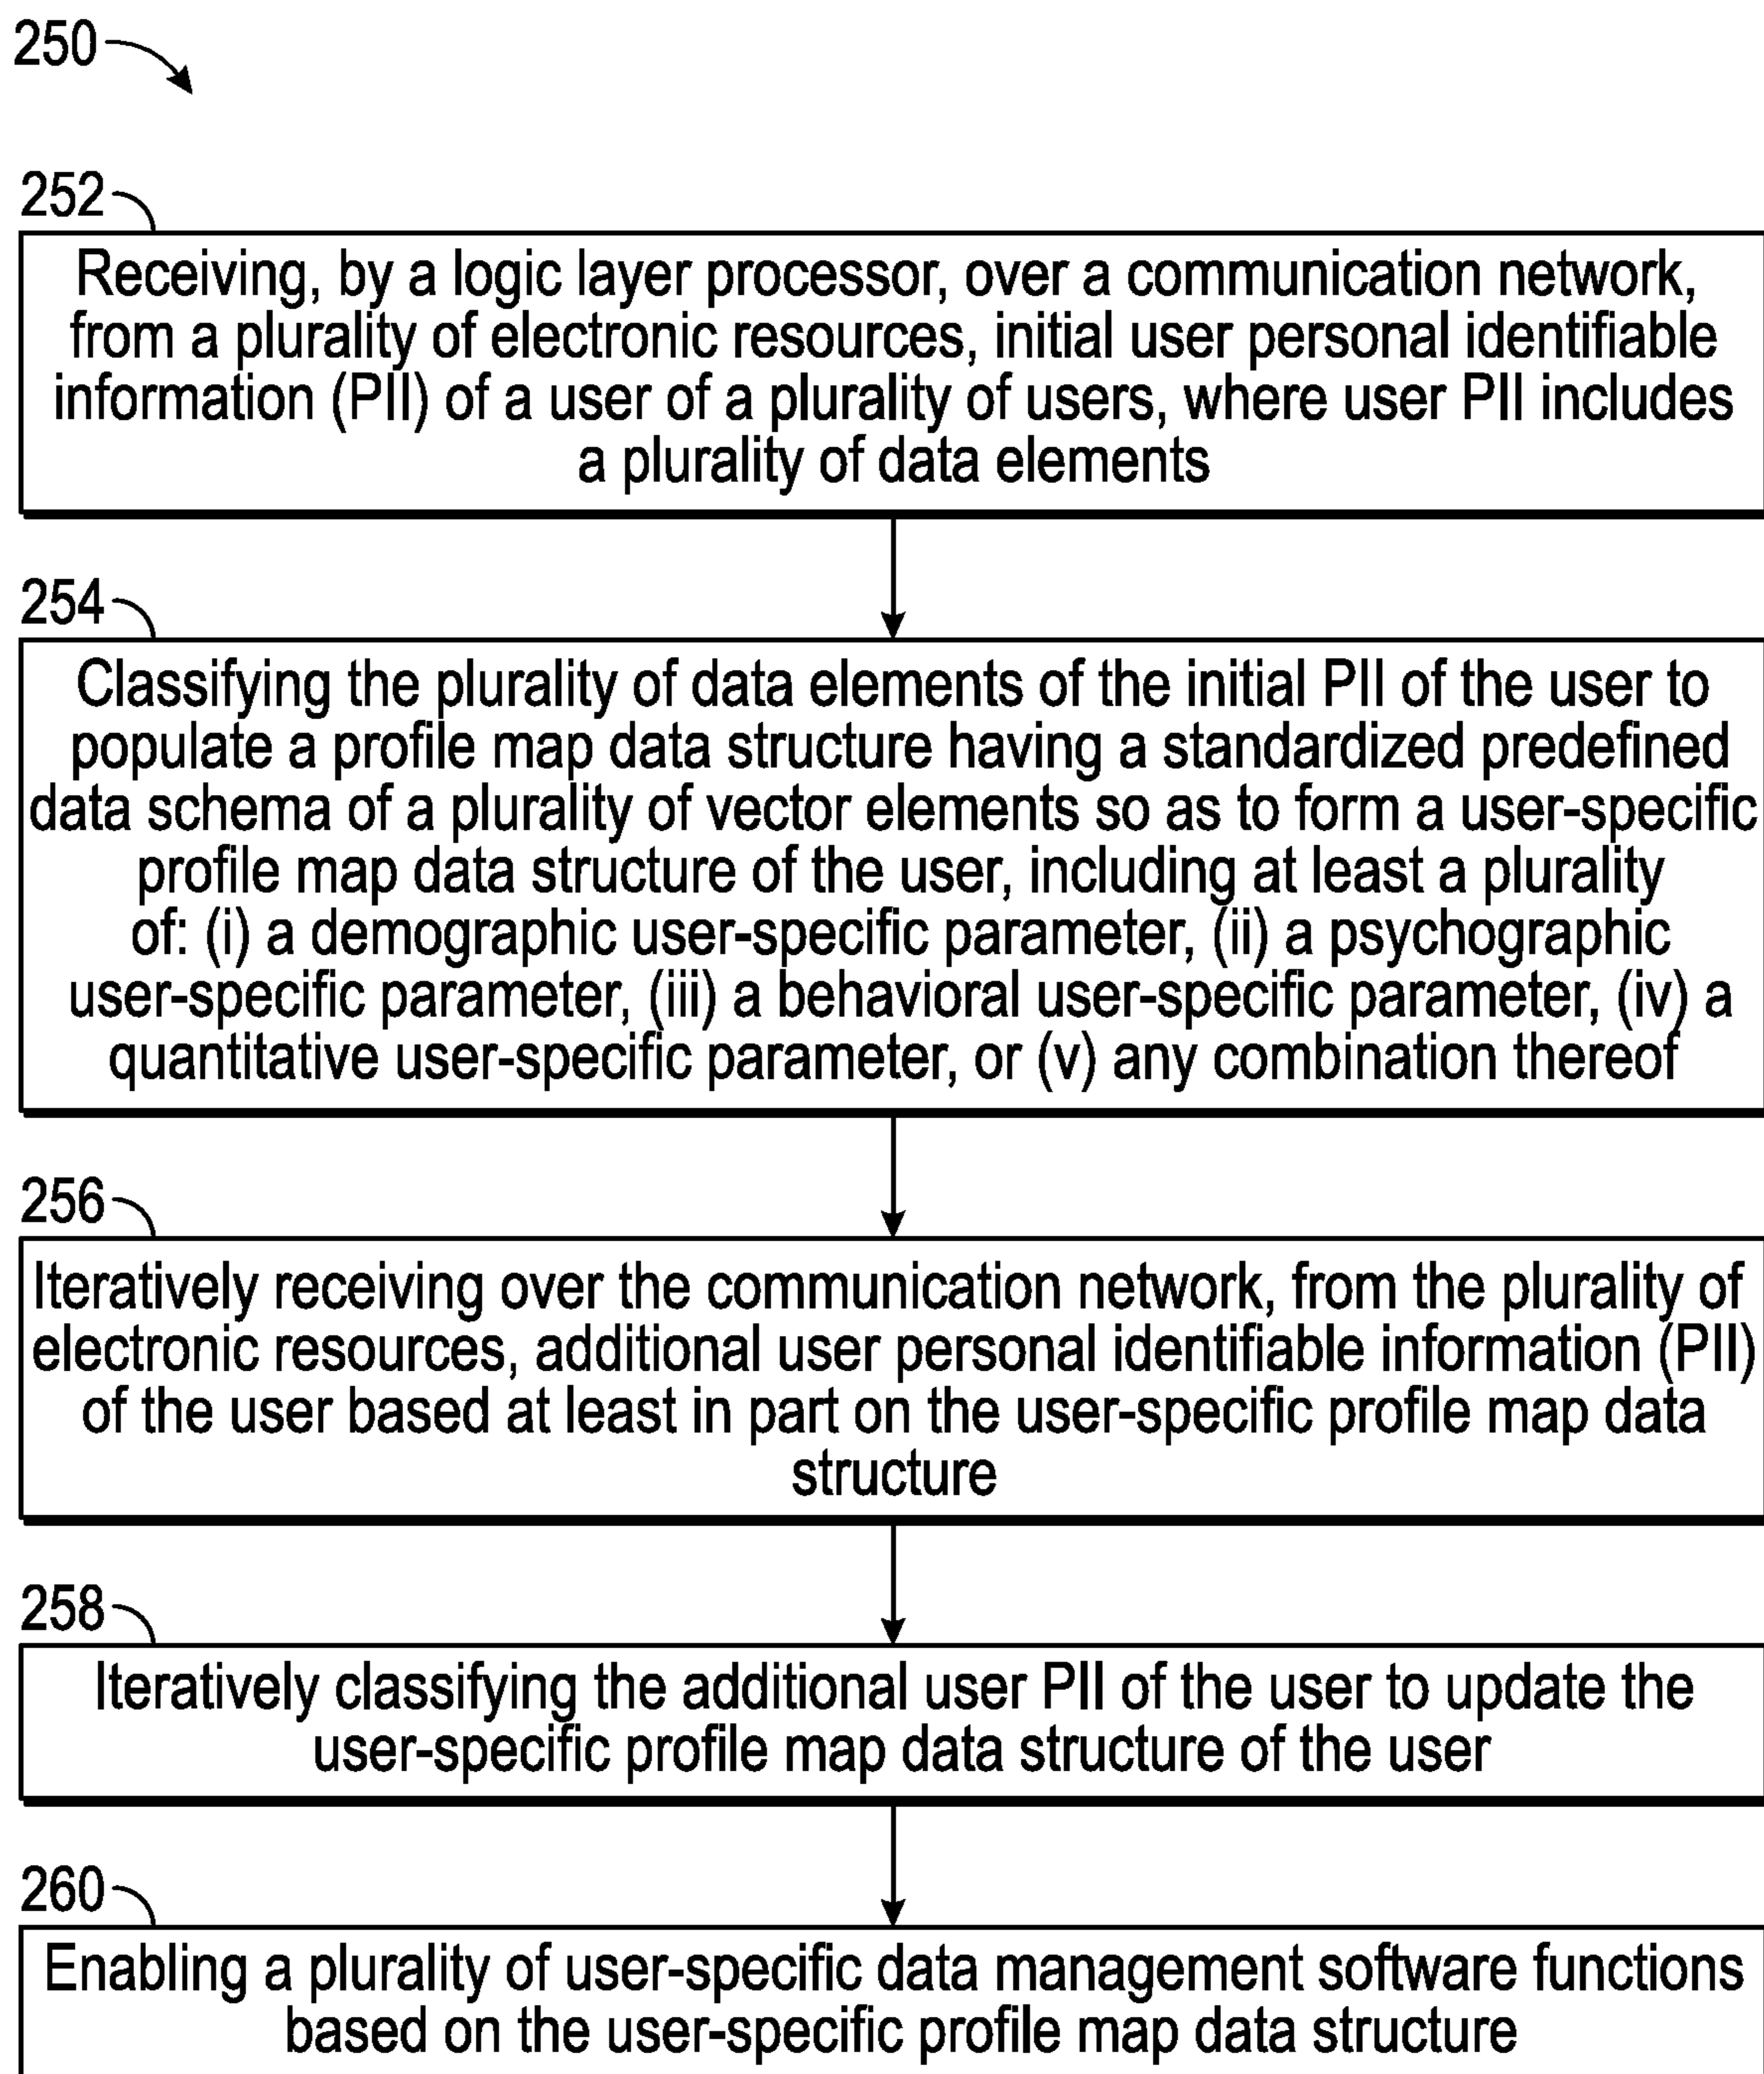 250
252
Receiving, by a logic layer processor, over a communication network,
from a plurality of electronic resources, initial user personal identifiable
information (PII) of a user of a plurality of users, where user PII includes
a plurality of data elements
254
Classifying the plurality of data elements of the initial PII of the user to
populate a profile map data structure having a standardized predefined
data schema of a plurality of vector elements so as to form a user-specific
profile map data structure of the user, including at least a plurality
of: (i) a demographic user-specific parameter, (ii) a psychographic
user-specific parameter, (iii) a behavioral user-specific parameter, (iv) a
quantitative user-specific parameter, or (v) any combination thereof
256
Iteratively receiving over the communication network, from the plurality of
electronic resources, additional user personal identifiable information (PII)
of the user based at least in part on the user-specific profile map data
structure
258
Iteratively classifying the additional user PII of the user to update the
user-specific profile map data structure of the user
260
Enabling a plurality of user-specific data management software functions
based on the user-specific profile map data structure